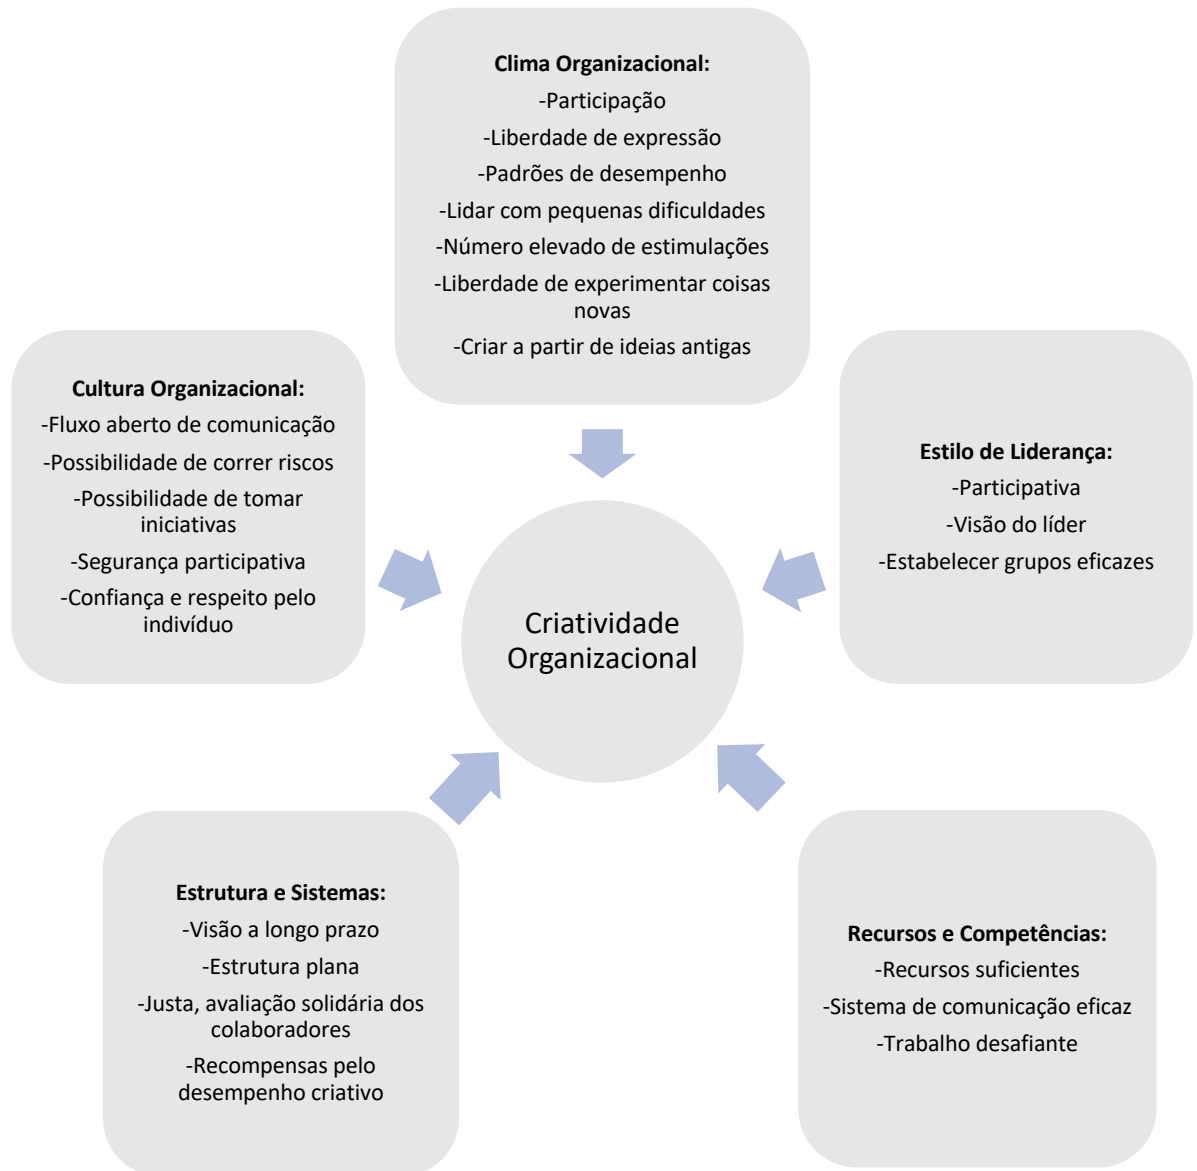 Clima Organizacional:
-Participação
-Liberdade de expressão
-Padrões de desempenho
-Lidar com pequenas dificuldades
-Número elevado de estimulações
-Liberdade de experimentar coisas
novas
-Criar a partir de ideias antigas
Cultura Organizacional:
-Fluxo aberto de comunicação
-Possibilidade de correr riscos
-Possibilidade de tomar
iniciativas
-Segurança participativa
-Confiança e respeito pelo
indivíduo
Estilo de Liderança:
-Participativa
-Visão do líder
-Estabelecer grupos eficazes
Criatividade
Organizacional
Estrutura e Sistemas:
-Visão a longo prazo
-Estrutura plana
-Justa, avaliação solidária dos
colaboradores
-Recompensas pelo
desempenho criativo
Recursos e Competências:
-Recursos suficientes
-Sistema de comunicação eficaz
-Trabalho desafiante